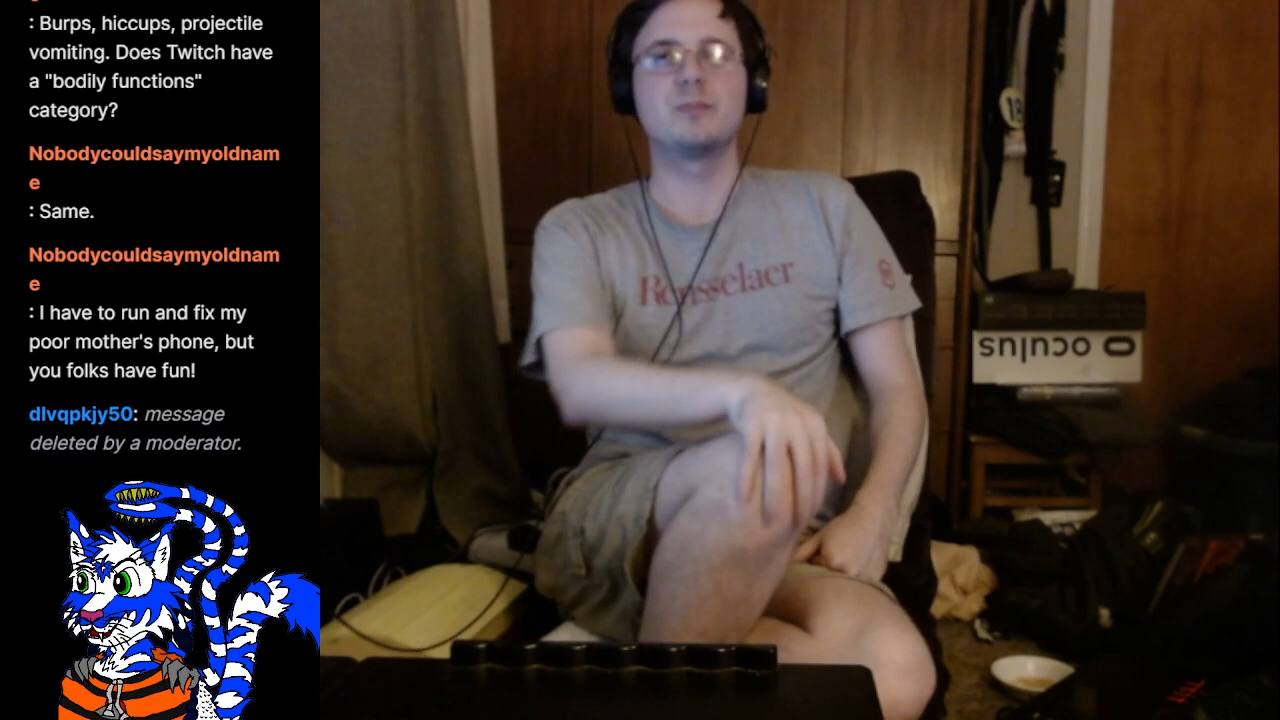 : Burps, hiccups, projectile
vomiting. Does Twitch have
a "bodily functions"
category?
Nobodycouldsaymyoldnam
e
: Same.
Nobodycouldsaymyoldnam
e
: I have to run and fix my
poor mother's phone, but
you folks have fun!
dlvqpkjy50: message
deleted by a moderator.
Rensselaer
18
oculus